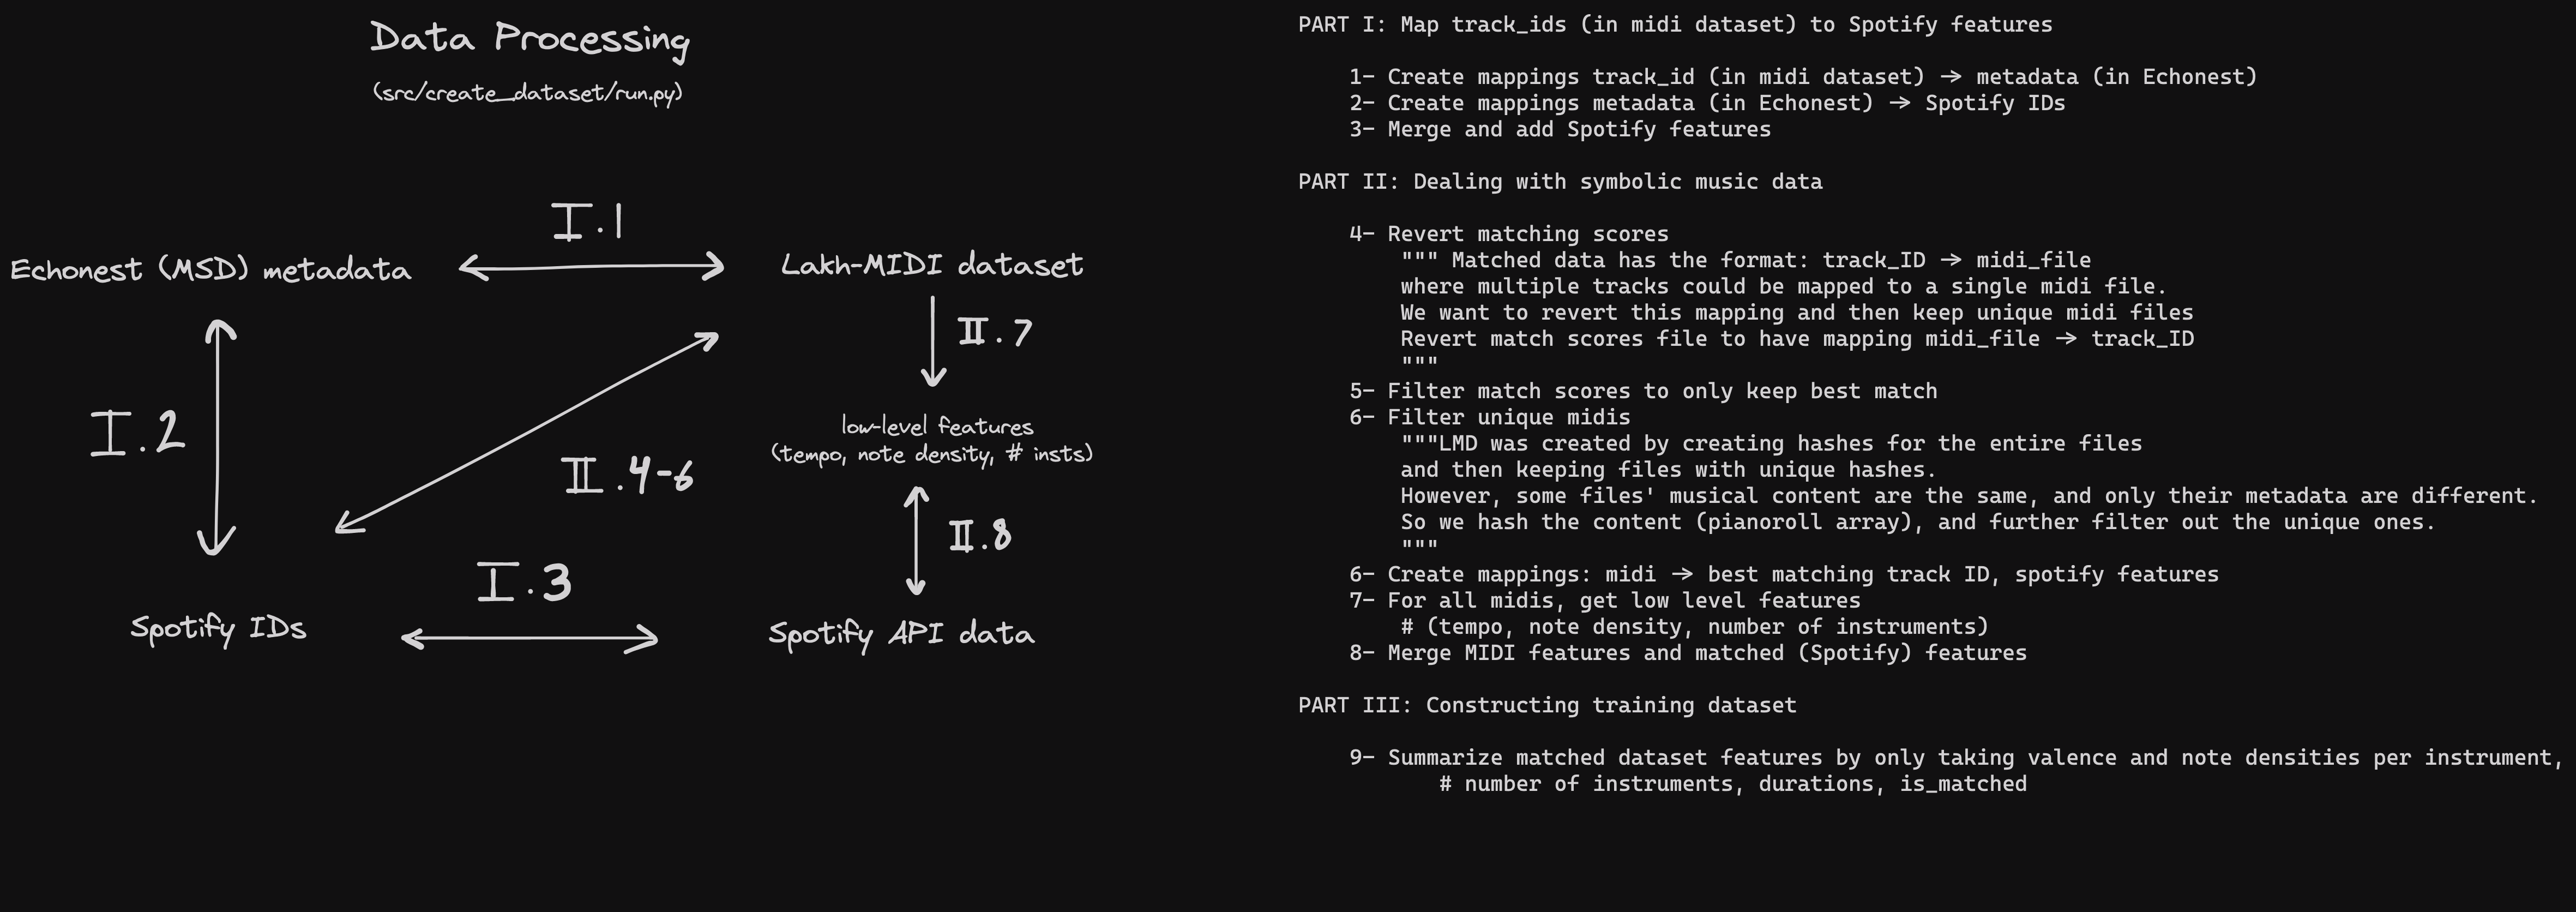 Data Processing
(src/create_dataset/run.py)
I.1
Echonest (MSD) metadata
Lakh-MIDI dataset
II.7
I.2
low-level features
(tempo, note density, # insts)
II.4-6
II.8
I.3
Spotify IDs
Spotify API data
PART I: Map track_ids (in midi dataset) to Spotify features
1- Create mappings track_id (in midi dataset) -> metadata (in Echonest)
2- Create mappings metadata (in Echonest) -> Spotify IDs
3- Merge and add Spotify features
PART II: Dealing with symbolic music data
4- Revert matching scores
""" Matched data has the format: track_ID -> midi_file
where multiple tracks could be mapped to a single midi file.
We want to revert this mapping and then keep unique midi files
Revert match scores file to have mapping midi_file -> track_ID
"""
5- Filter match scores to only keep best match
6- Filter unique midis
"""LMD was created by creating hashes for the entire files
and then keeping files with unique hashes.
However, some files' musical content are the same, and only their metadata are different.
So we hash the content (pianoroll array), and further filter out the unique ones.
"""
6- Create mappings: midi -> best matching track ID, spotify features
7- For all midis, get low level features
# (tempo, note density, number of instruments)
8- Merge MIDI features and matched (Spotify) features
PART III: Constructing training dataset
9- Summarize matched dataset features by only taking valence and note densities per instrument,
# number of instruments, durations, is_matched